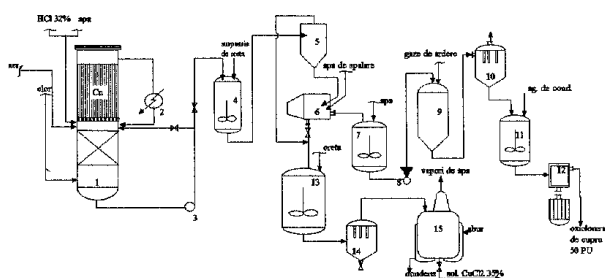 HCl 32% apa
aer
clor
Cu
1
2
3
suspensie
de creta
4
5
apa de spalare
6
apa
7
8
gaze de ardere
9
10
ag. de cond.
11
12
oxiclorura
de cupru
50 PU
creta
13
14
vapori de apa
15
abur
condens
sol. CuCl2 35%